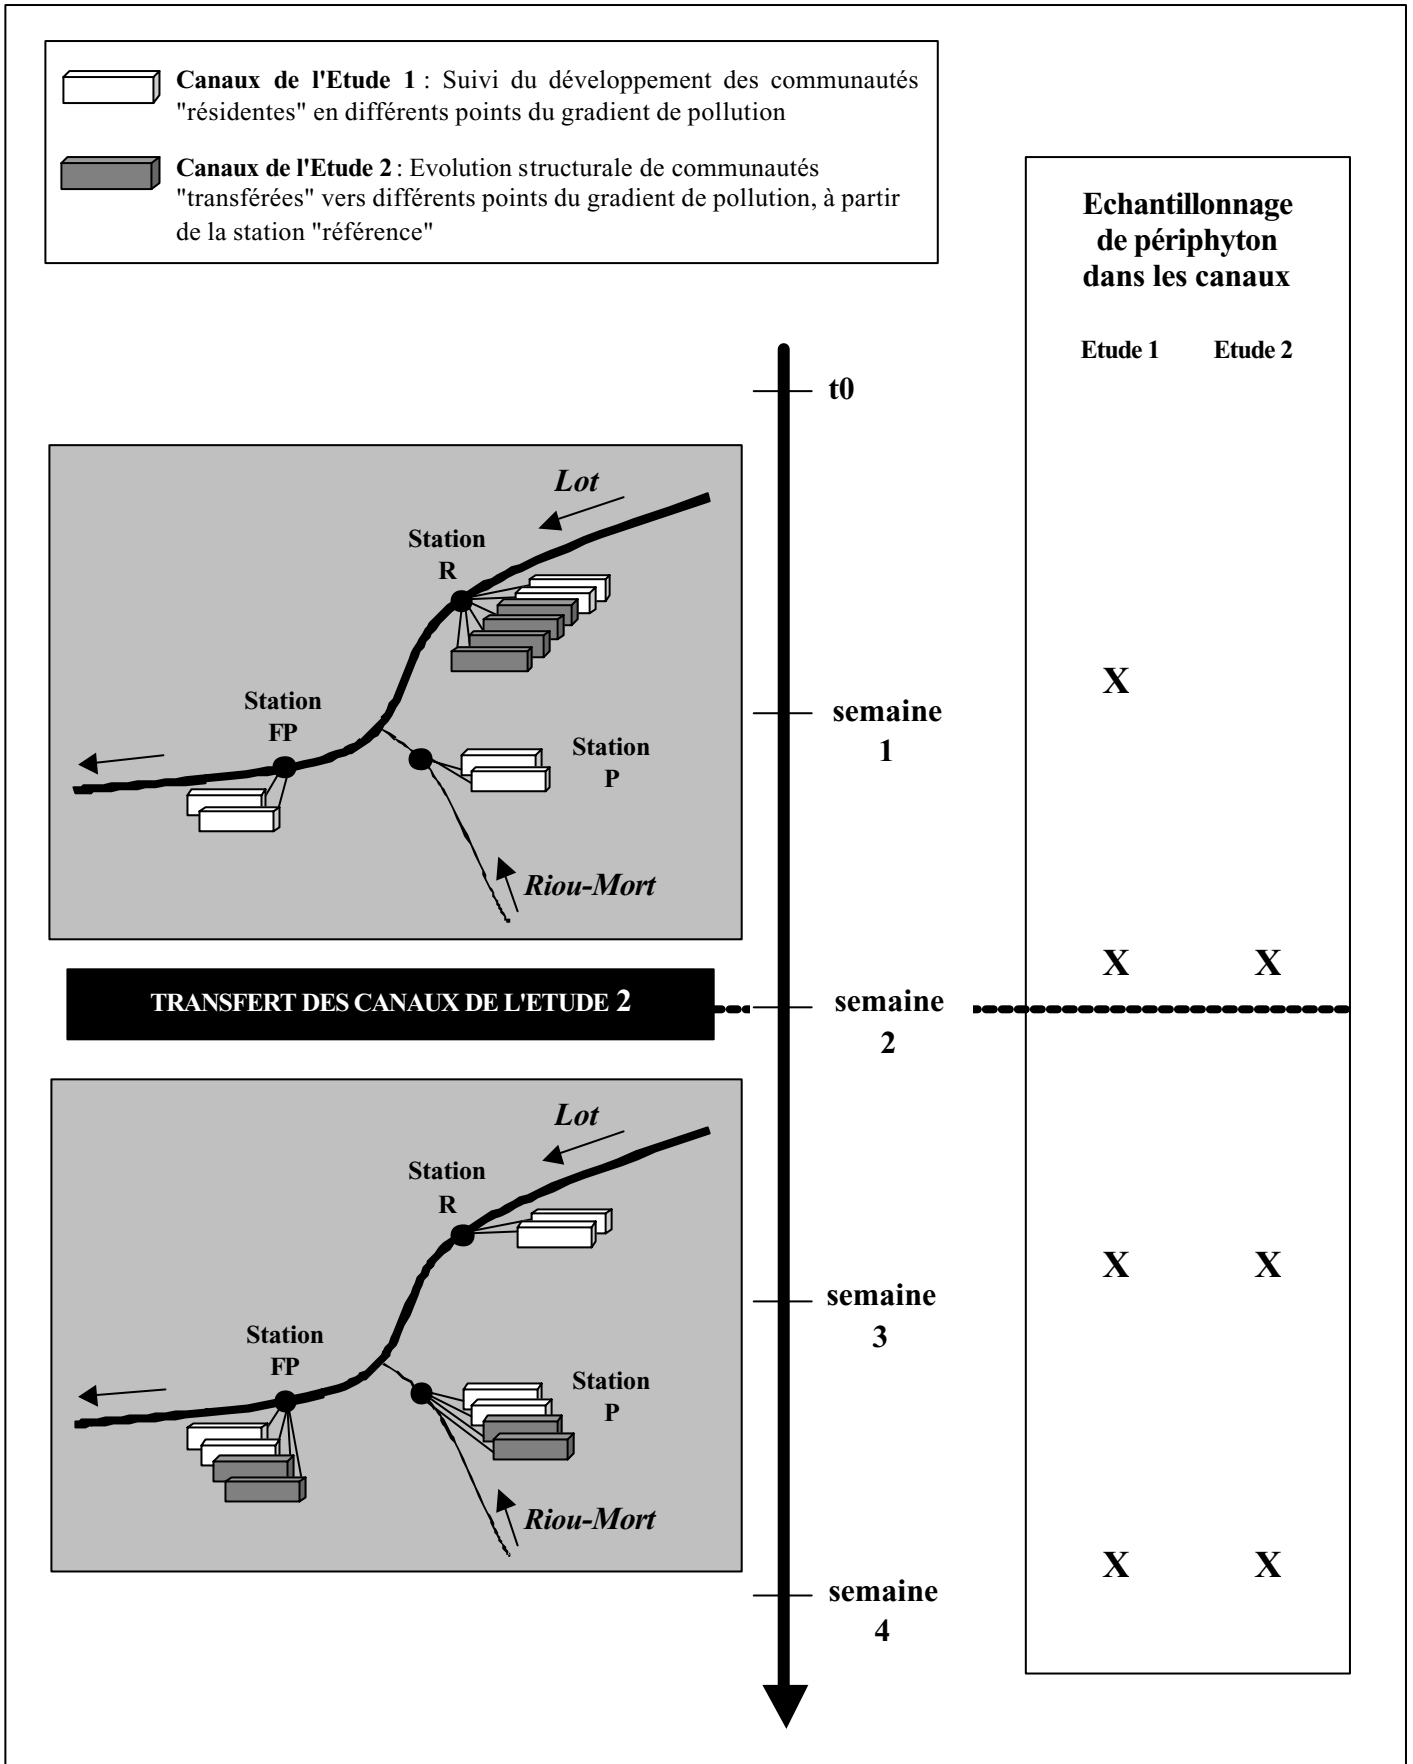 Canaux de l'Etude 1 : Suivi du développement des communautés
"résidentes" en différents points du gradient de pollution
Canaux de l'Etude 2 : Evolution structurale de communautés
"transférées" vers différents points du gradient de pollution, à partir
de la station "référence"
Echantillonnage
de périphyton
dans les canaux
Etude 1 Etude 2
t0
Lot
Station
R
Station
FP
Station
P
Riou-Mort
X
semaine
1
X X
TRANSFERT DES CANAUX DE L'ETUDE 2
semaine
2
Lot
Station
R
Station
FP
Station
P
Riou-Mort
X X
semaine
3
X X
semaine
4